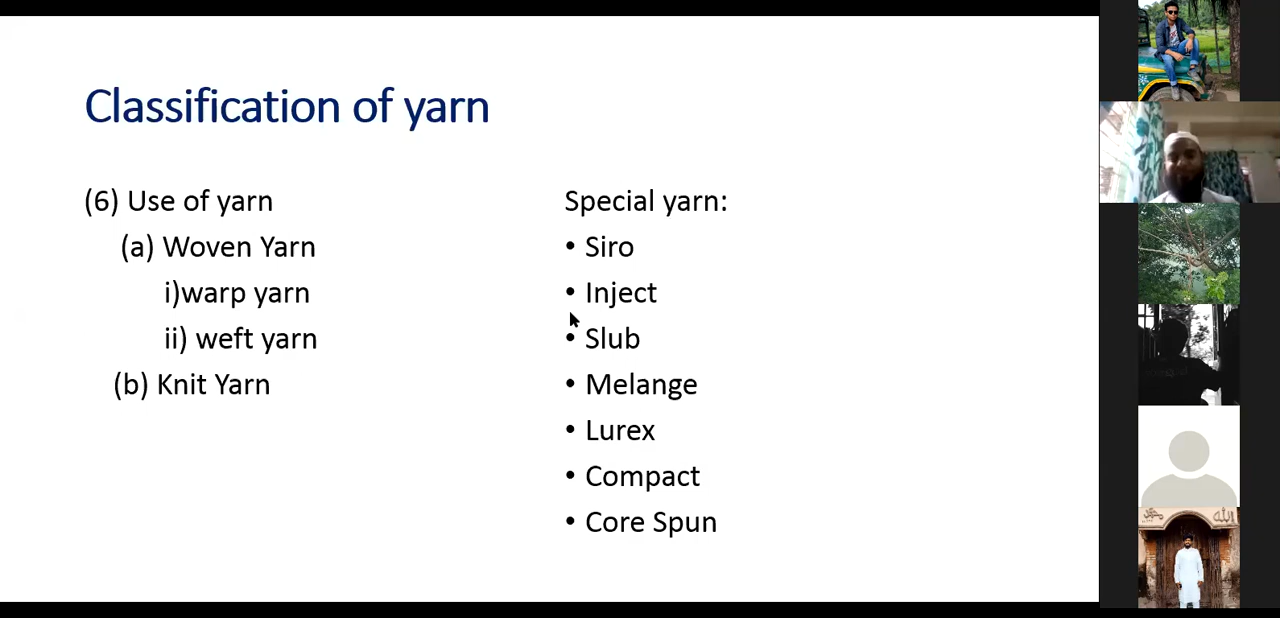 Classification of yarn
(6) Use of yarn
(a) Woven Yarn
i)warp yarn
ii) weft yarn
(b) Knit Yarn
Special yarn:
• Siro
• Inject
• Slub
• Melange
• Lurex
• Compact
• Core Spun
الله